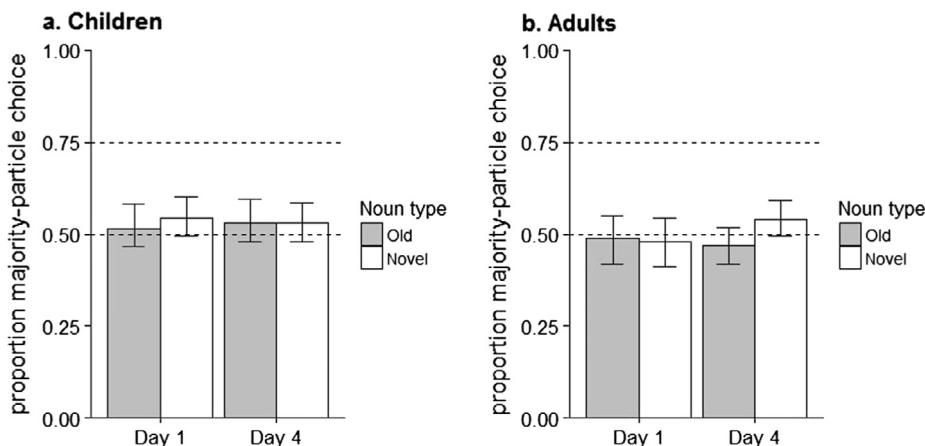 a. Children
proportion majority-particle choice
1.00
0.75
0.50
0.25
0.00
Day 1
Day 4
Noun type
Old
Novel
b. Adults
proportion majority-particle choice
1.00
0.75
0.50
0.25
0.00
Day 1
Day 4
Noun type
Old
Novel